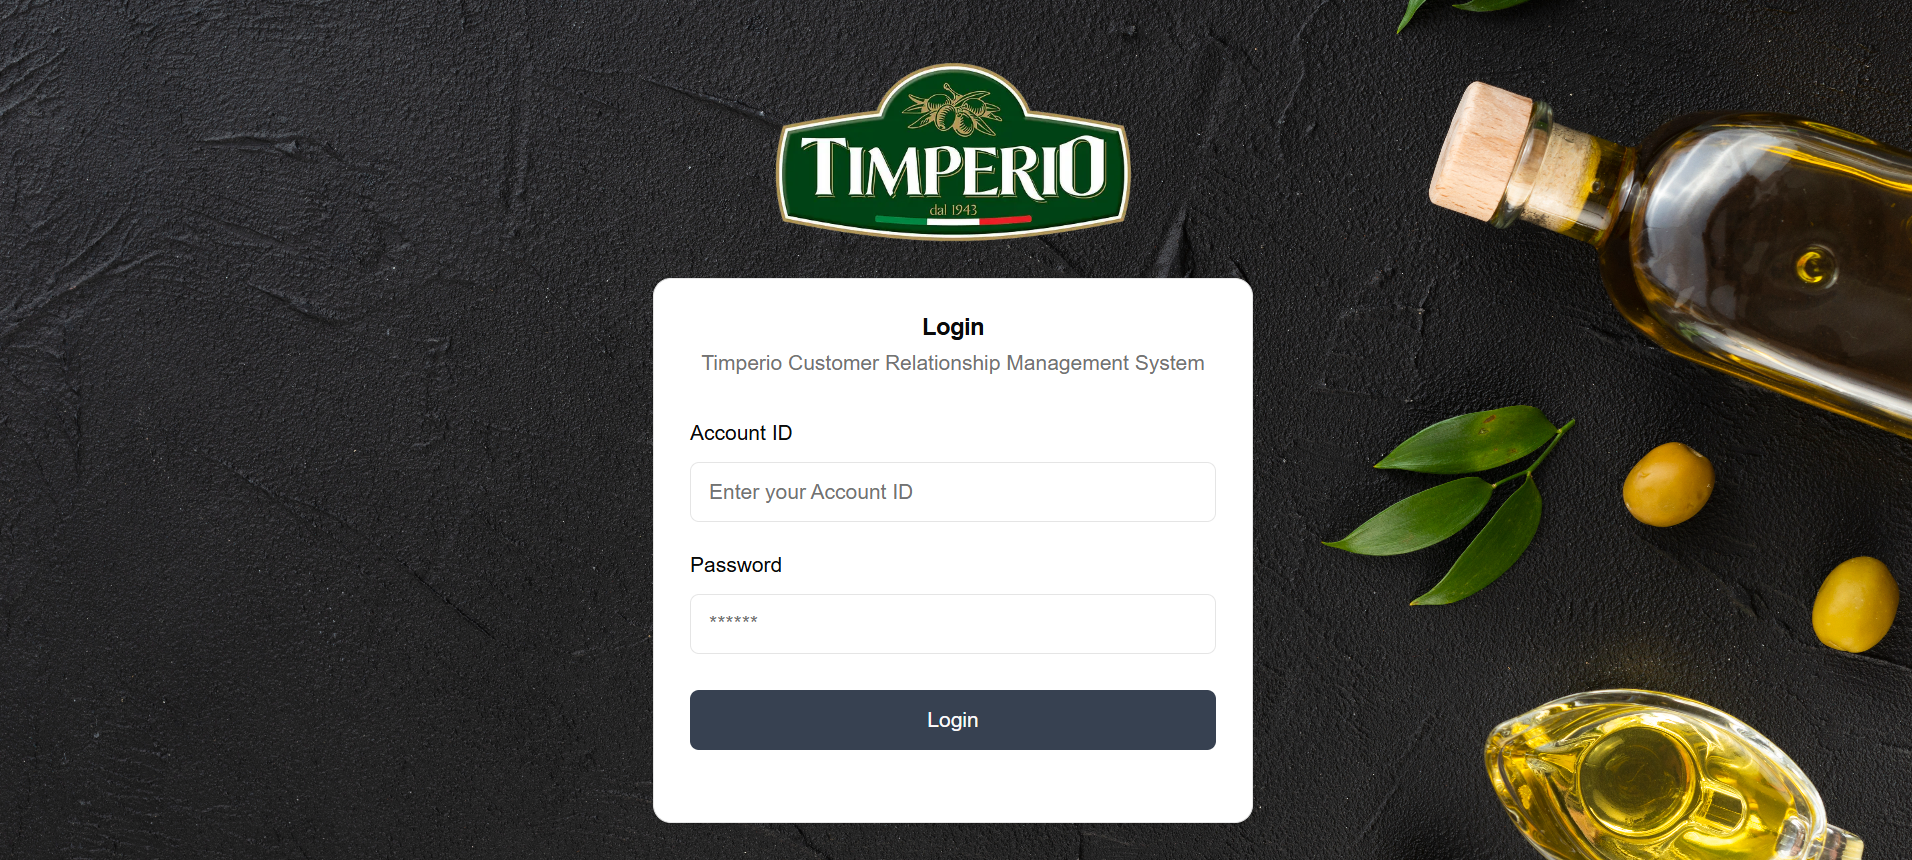 TIMPERIO
dal 1943
Login
Timperio Customer Relationship Management System
Account ID
Enter your Account ID
Password
******
Login